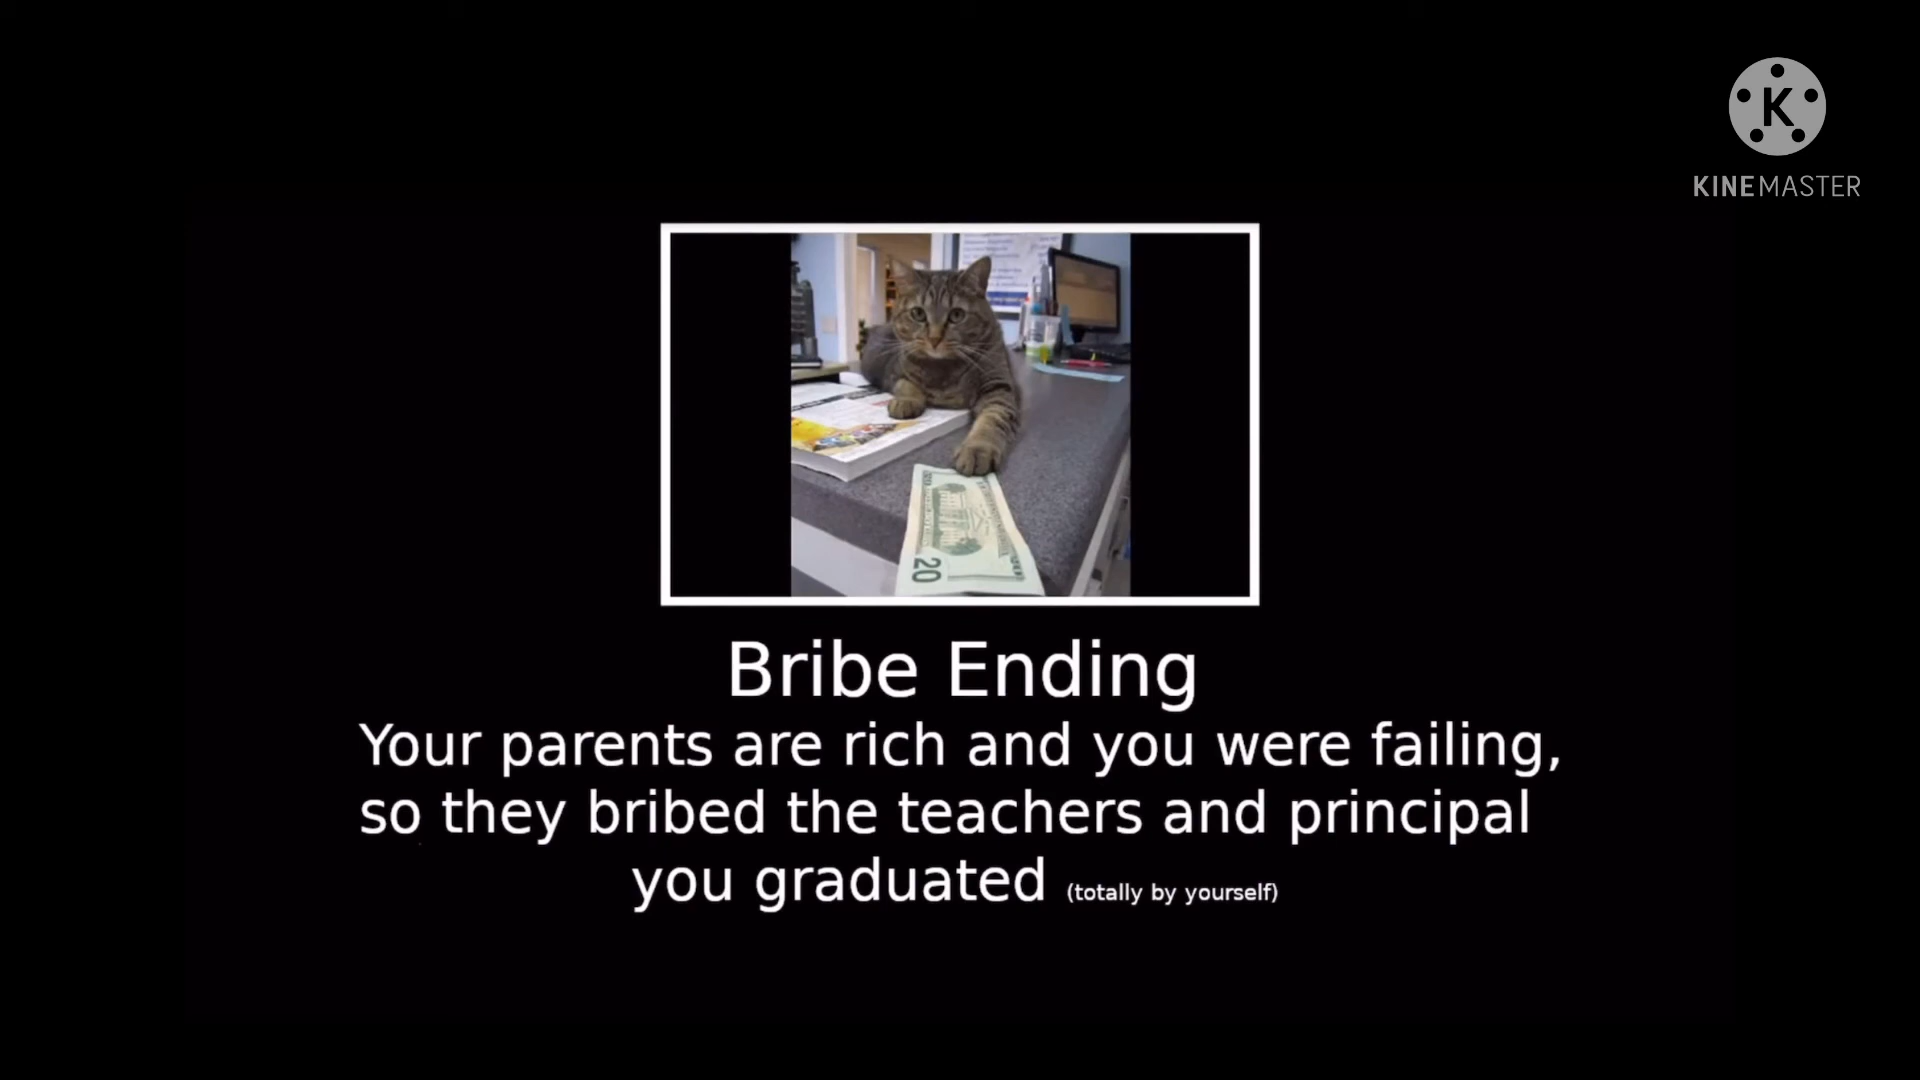 K
KINEMASTER
20
Bribe Ending
Your parents are rich and you were failing,
so they bribed the teachers and principal
you graduated (totally by yourself)